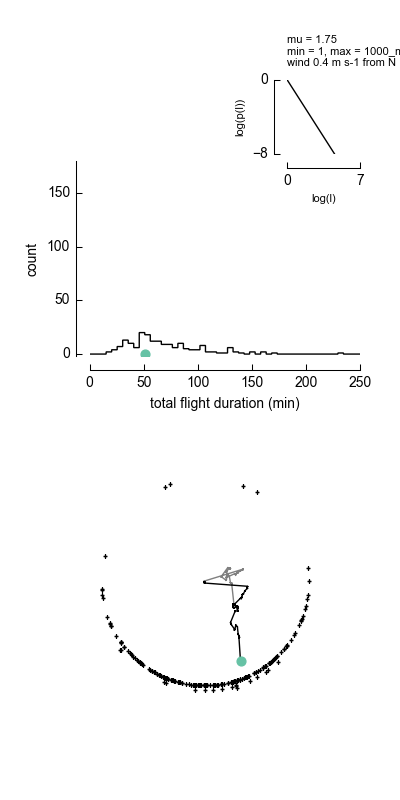 mu = 1.75
min = 1, max = 1000_m
wind 0.4 m s-1 from N
0
log(p(l))
−8
0 7
log(l)
150
100
count
50
0
0 50 100 150 200 250
total flight duration (min)